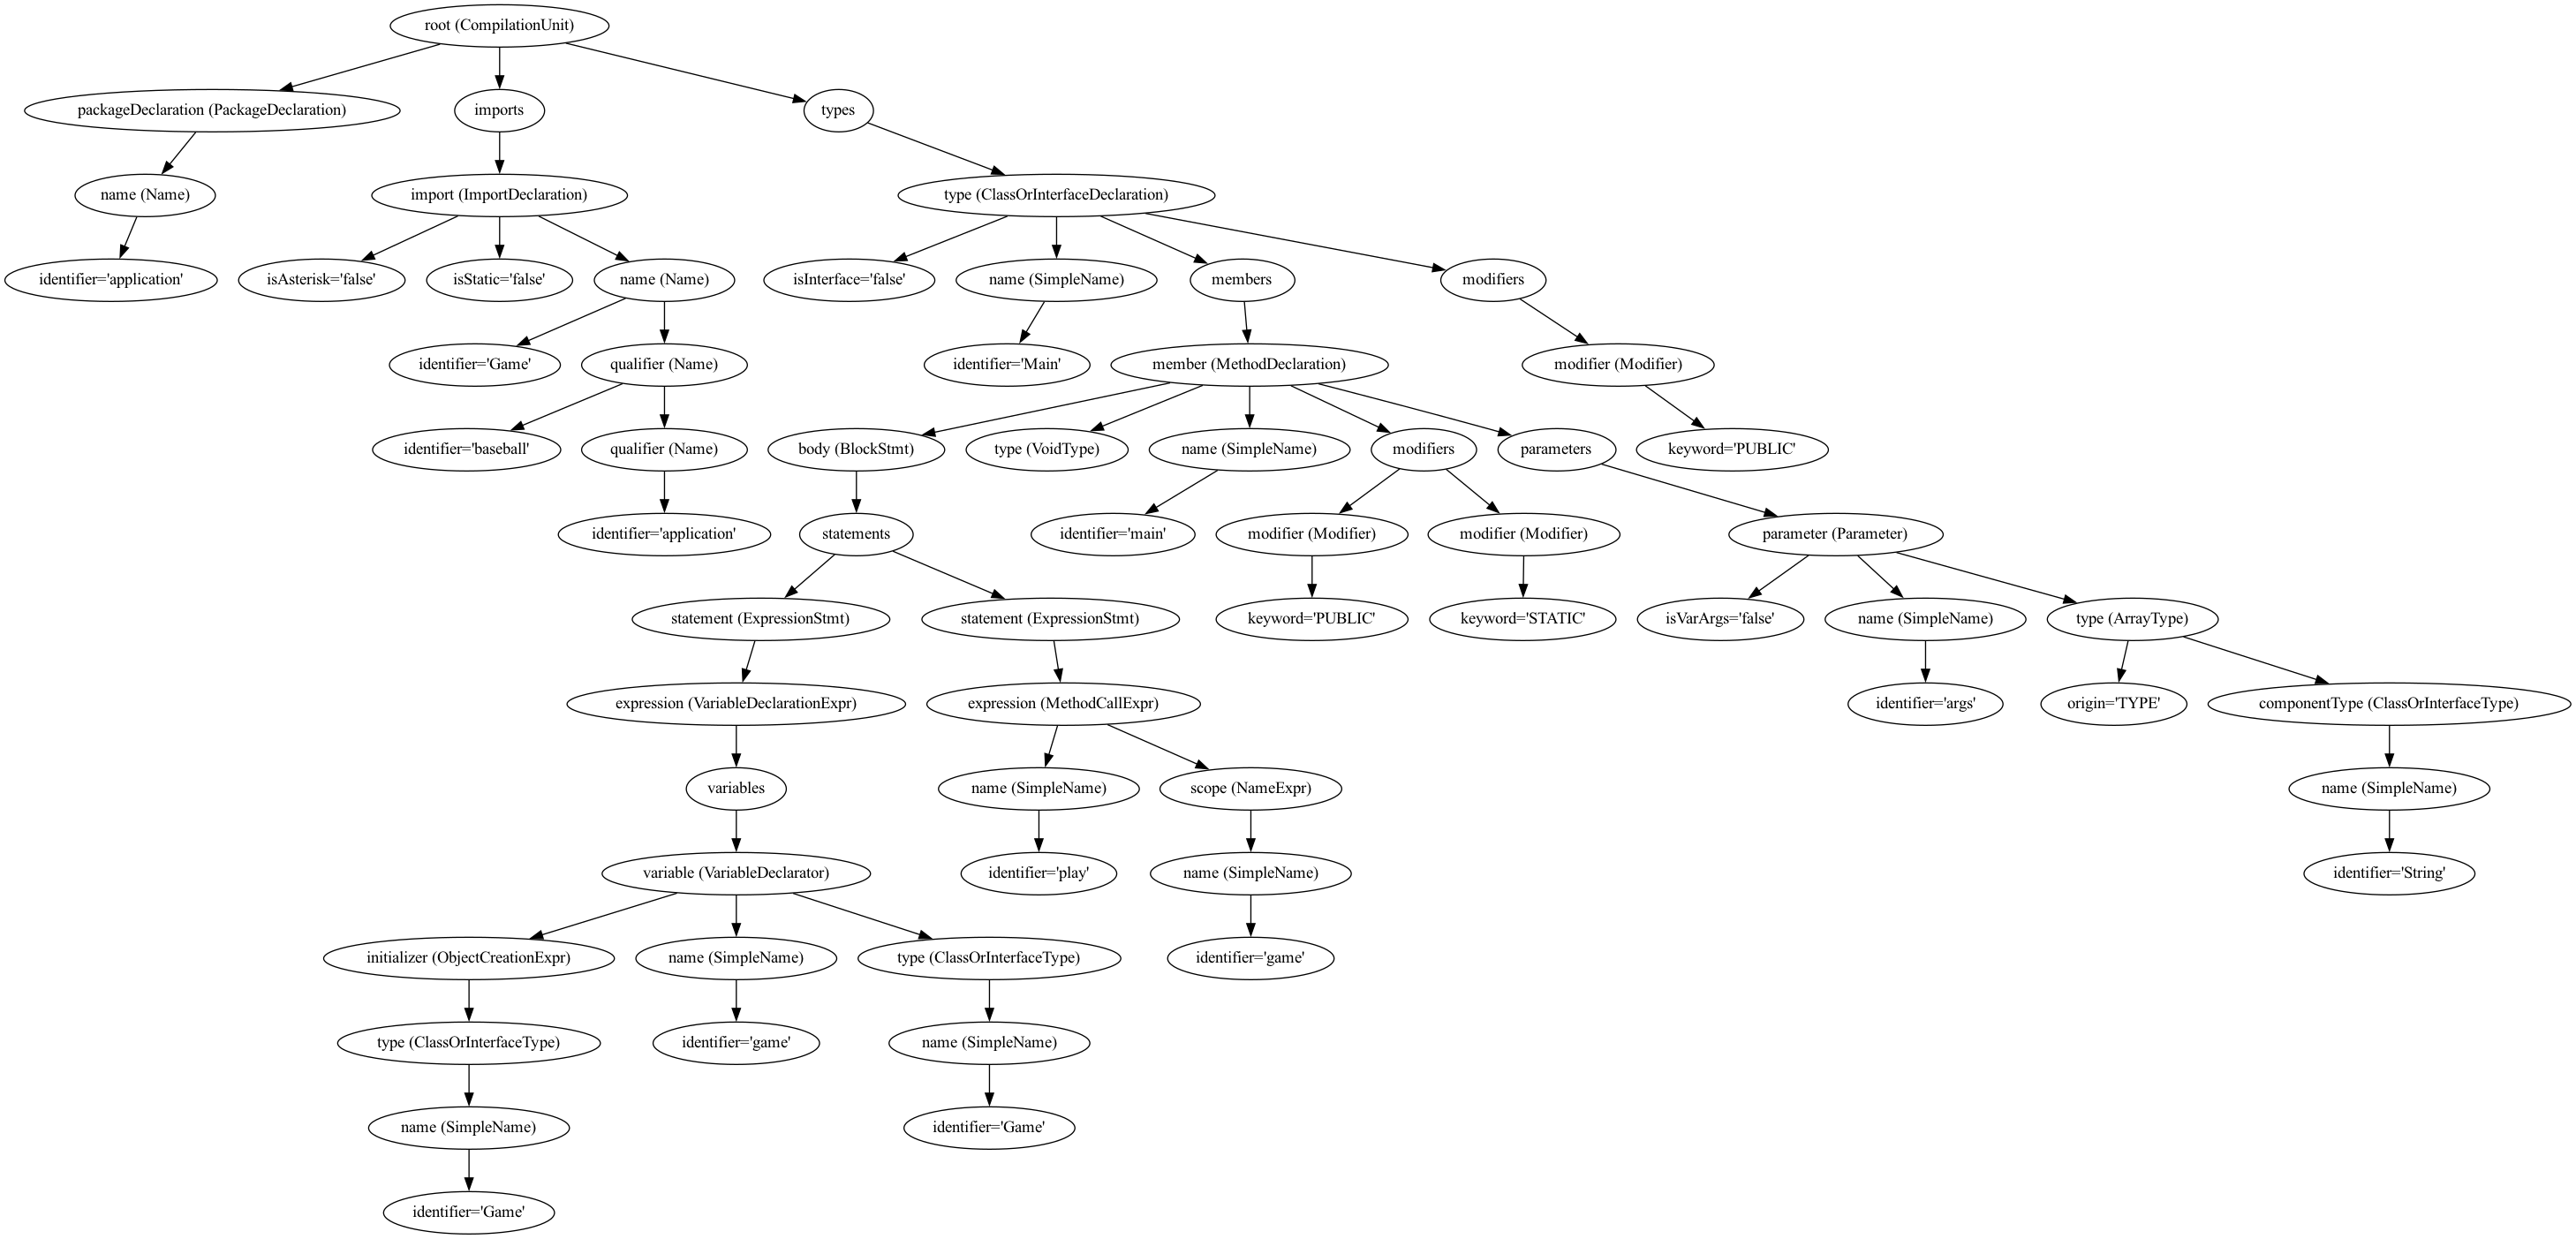 root (CompilationUnit)
packageDeclaration (PackageDeclaration)
imports
types
name (Name)
import (ImportDeclaration)
type (ClassOrInterfaceDeclaration)
identifier='application'
isAsterisk='false'
isStatic='false'
name (Name)
isInterface='false'
name (SimpleName)
members
modifiers
identifier='Game'
qualifier (Name)
identifier='Main'
member (MethodDeclaration)
modifier (Modifier)
identifier='baseball'
qualifier (Name)
body (BlockStmt)
type (VoidType)
name (SimpleName)
modifiers
parameters
keyword='PUBLIC'
identifier='application'
statements
identifier='main'
modifier (Modifier)
modifier (Modifier)
parameter (Parameter)
statement (ExpressionStmt)
statement (ExpressionStmt)
keyword='PUBLIC'
keyword='STATIC'
isVarArgs='false'
name (SimpleName)
type (ArrayType)
expression (VariableDeclarationExpr)
expression (MethodCallExpr)
identifier='args'
origin='TYPE'
componentType (ClassOrInterfaceType)
variables
name (SimpleName)
scope (NameExpr)
name (SimpleName)
variable (VariableDeclarator)
identifier='play'
name (SimpleName)
identifier='String'
initializer (ObjectCreationExpr)
name (SimpleName)
type (ClassOrInterfaceType)
identifier='game'
type (ClassOrInterfaceType)
identifier='game'
name (SimpleName)
name (SimpleName)
identifier='Game'
identifier='Game'